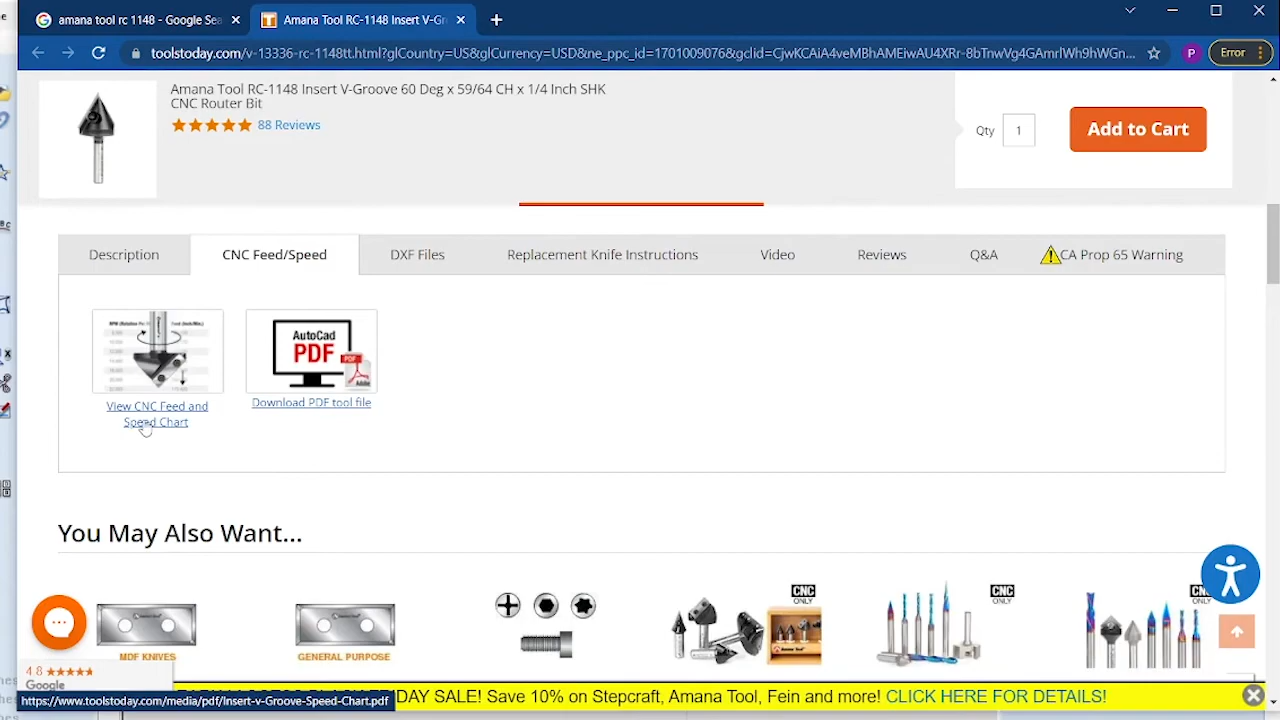 amana tool rc 1148 - Google Sea
Amana Tool RC-1148 Insert V-Gr
toolstoday.com/v-13336-rc-1148tt.html?glCountry=US&glCurrency=USD&ne_ppc_id=1701009076&gclid=CjwKCAiA4veMBhAMEiwAU4XRr-8bTnwVg4GAmrlWh9hWGn...
P
Error
Amana Tool RC-1148 Insert V-Groove 60 Deg x 59/64 CH x 1/4 Inch SHK
CNC Router Bit
88 Reviews
Qty 1
Add to Cart
Description CNC Feed/Speed DXF Files Replacement Knife Instructions Video Reviews Q&A CA Prop 65 Warning
AutoCad
PDF
PDF
Adobe
View CNC Feed and
Speed Chart
Download PDF tool file
You May Also Want...
CNC
ONLY
CNC
ONLY
CNC
ONLY
MDF KNIVES
GENERAL PURPOSE
4.8
Google
DAY SALE! Save 10% on Stepcraft, Amana Tool, Fein and more! CLICK HERE FOR DETAILS!
https://www.toolstoday.com/media/pdf/Insert-v-Groove-Speed-Chart.pdf